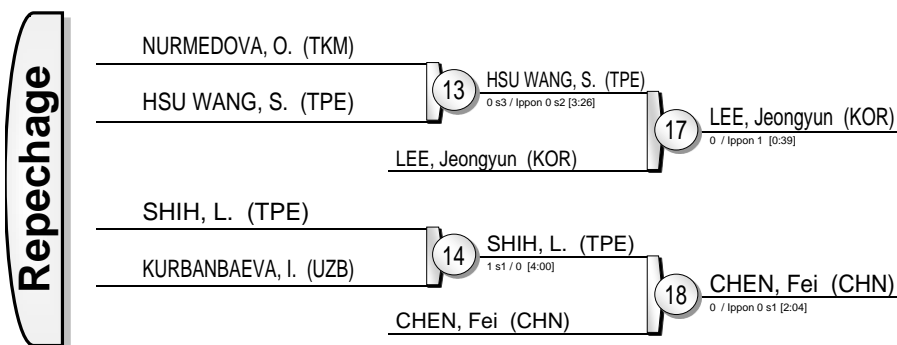 Repechage
NURMEDOVA, O. (TKM)
HSU WANG, S. (TPE)
13
HSU WANG, S. (TPE)
0 s3 / Ippon 0 s2 [3:26]
LEE, Jeongyun (KOR)
17
LEE, Jeongyun (KOR)
0 / Ippon 1 [0:39]
SHIH, L. (TPE)
KURBANBAEVA, I. (UZB)
14
SHIH, L. (TPE)
1 s1 / 0 [4:00]
CHEN, Fei (CHN)
18
CHEN, Fei (CHN)
0 / Ippon 0 s1 [2:04]